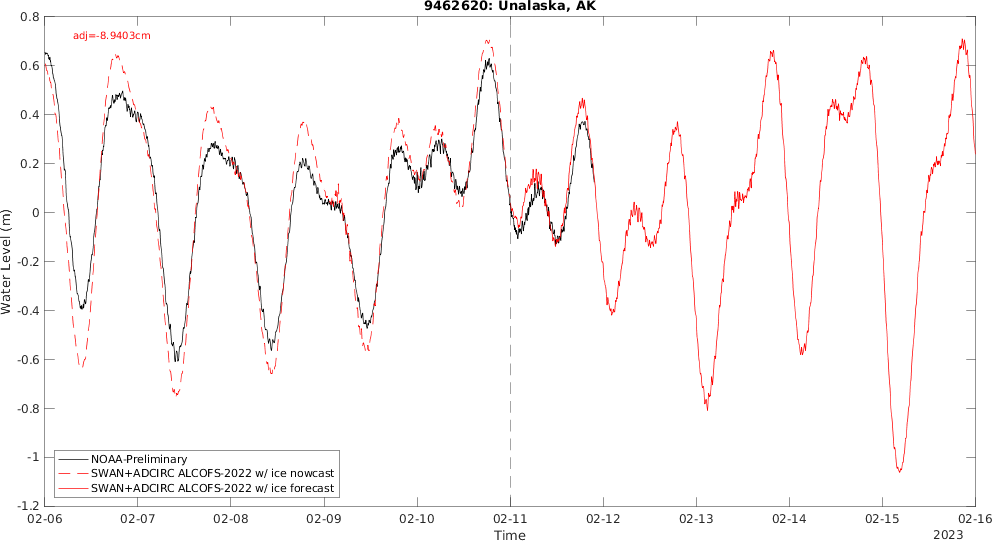 9462620: Unalaska, AK
adj=-8.9403cm
Water Level (m)
0.8
0.6
0.4
0.2
0
-0.2
-0.4
-0.6
-0.8
-1
-1.2
NOAA-Preliminary
SWAN+ADCIRC ALCOFS-2022 w/ ice nowcast
SWAN+ADCIRC ALCOFS-2022 w/ ice forecast
02-06 02-07 02-08 02-09 02-10 02-11 02-12 02-13 02-14 02-15 02-16
Time
2023